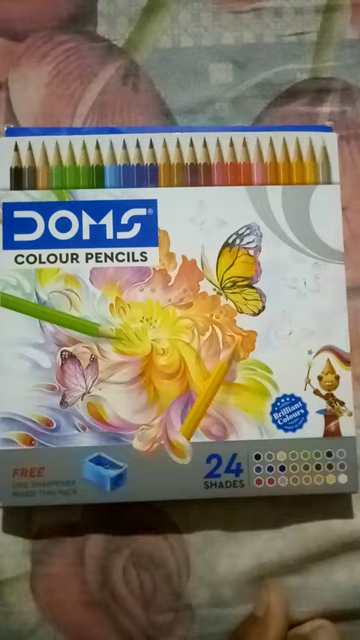 DOMS®
COLOUR PENCILS
Brilliant
Colours
FREE
ONE SHARPENER
INSIDE THIS PACK
24
SHADES